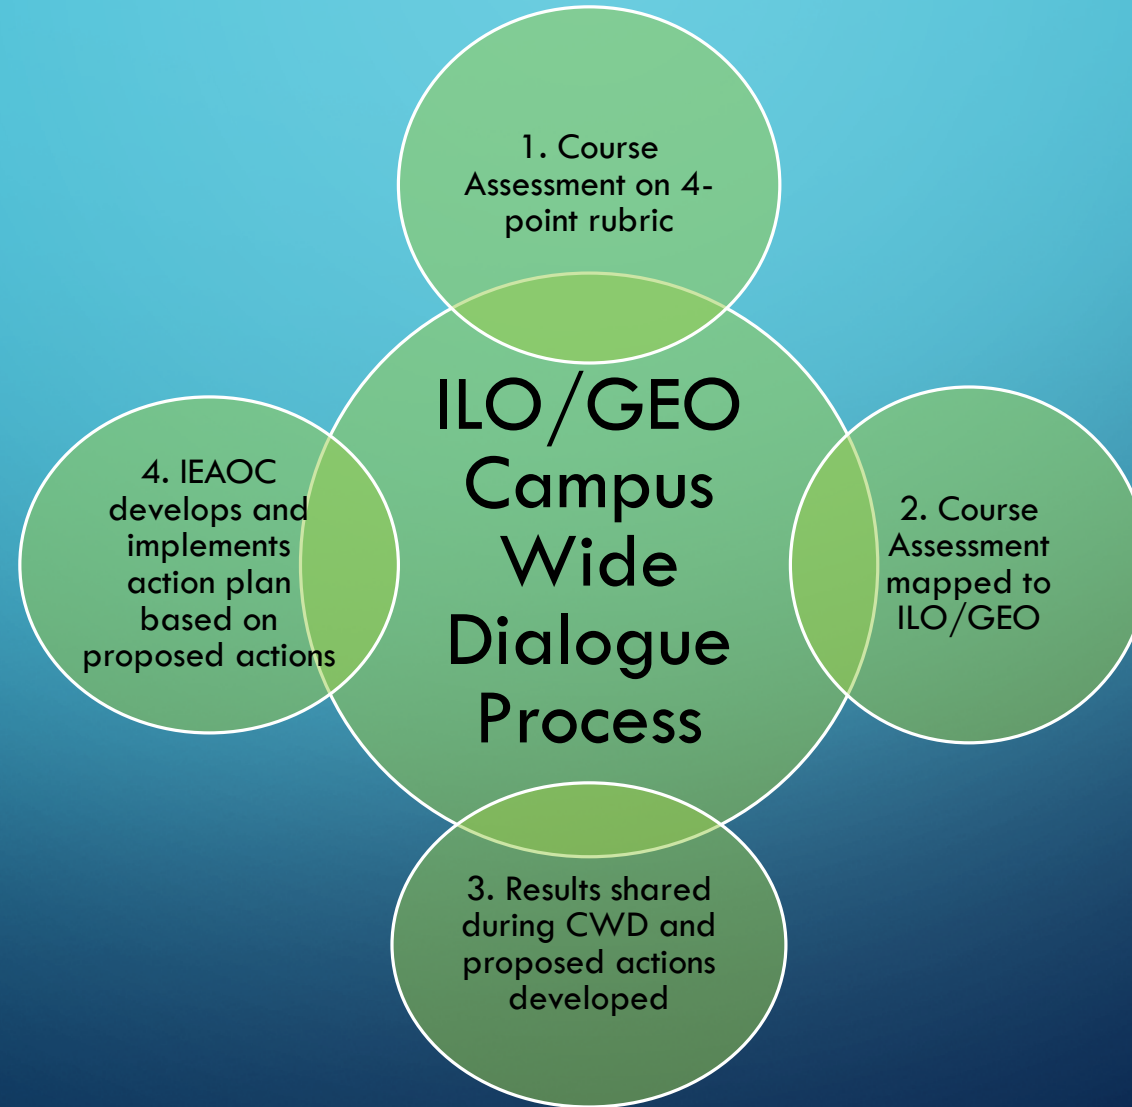 1. Course
Assessment on 4-
point rubric
ILO/GEO
Campus
Wide
Dialogue
Process
2. Course
Assessment
mapped to
ILO/GEO
3. Results shared
during CWD and
proposed actions
developed
4. IEAOC
develops and
implements
action plan
based on
proposed actions